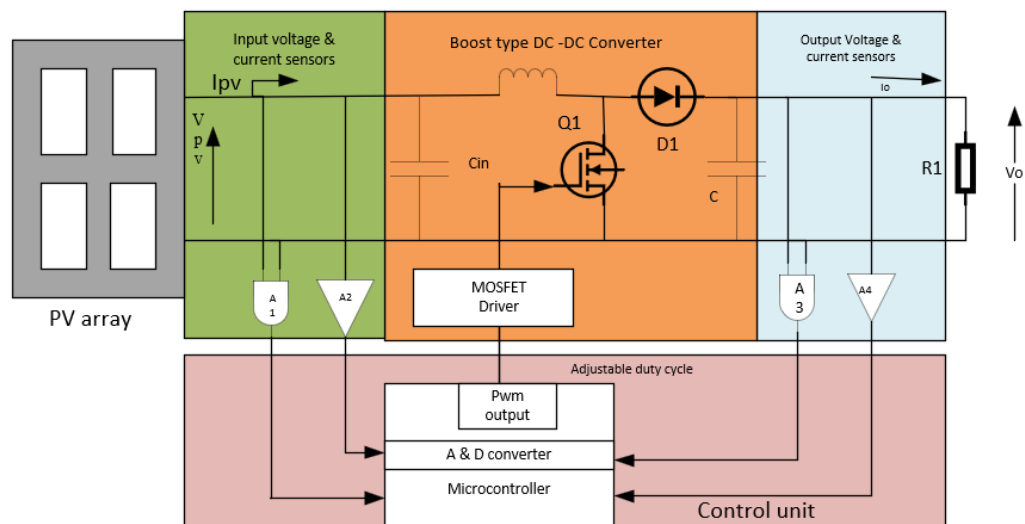 Input voltage &
current sensors
Boost type DC -DC Converter
Output Voltage &
current sensors
Ipv
Io
V
p
v
Q1
D1
Cin
C
R1
Vo
A
1
A2
MOSFET
Driver
A
3
A4
PV array
Adjustable duty cycle
Pwm
output
A & D converter
Microcontroller
Control unit